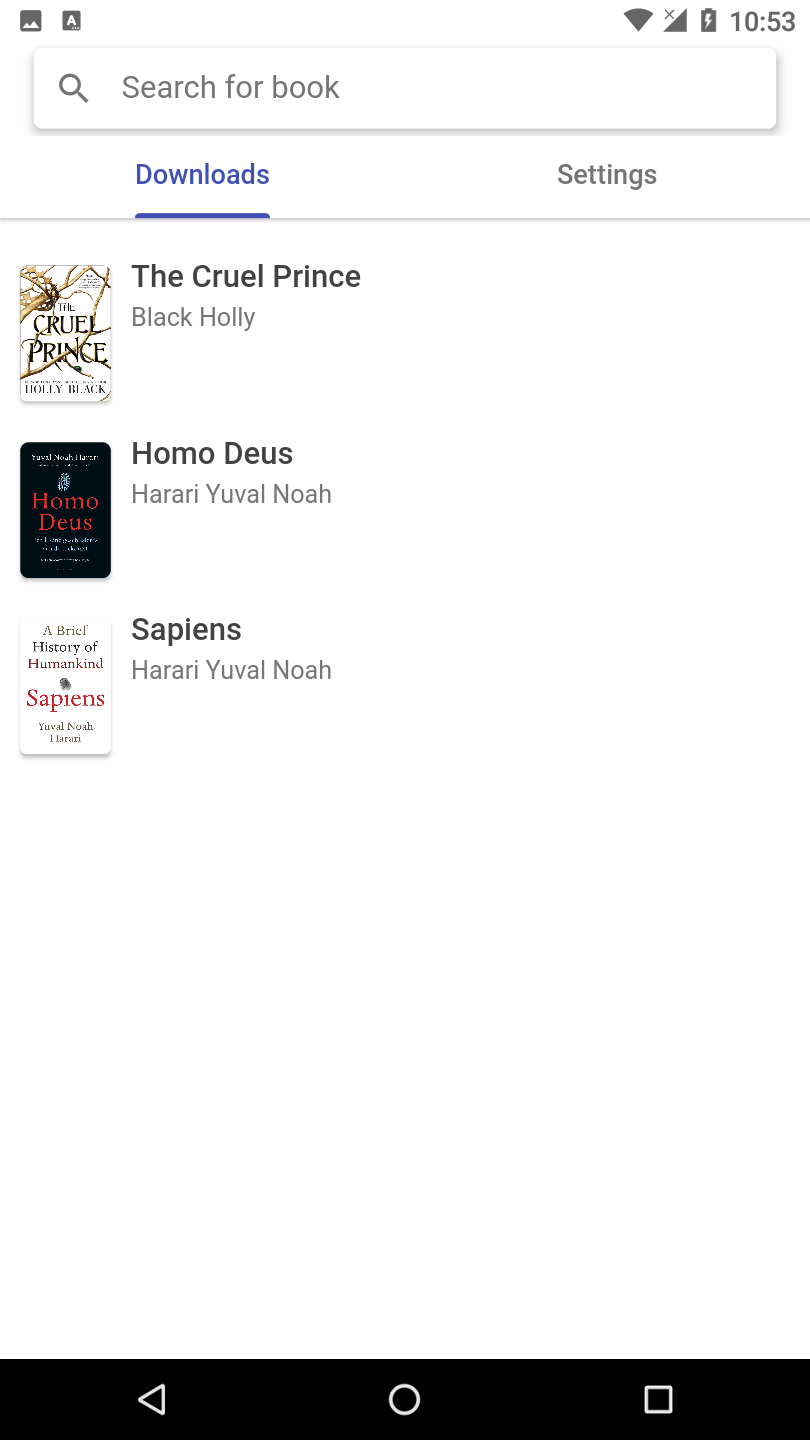 10:53
Search for book
Downloads
Settings
The Cruel Prince
Black Holly
THE
CRUEL
PRINCE
HOLLY BLACK
Homo Deus
Harari Yuval Noah
Yuval Noah Harari
Homo
Deus
Sapiens
Harari Yuval Noah
A Brief
History of
Humankind
Sapiens
Yuval Noah
Harari